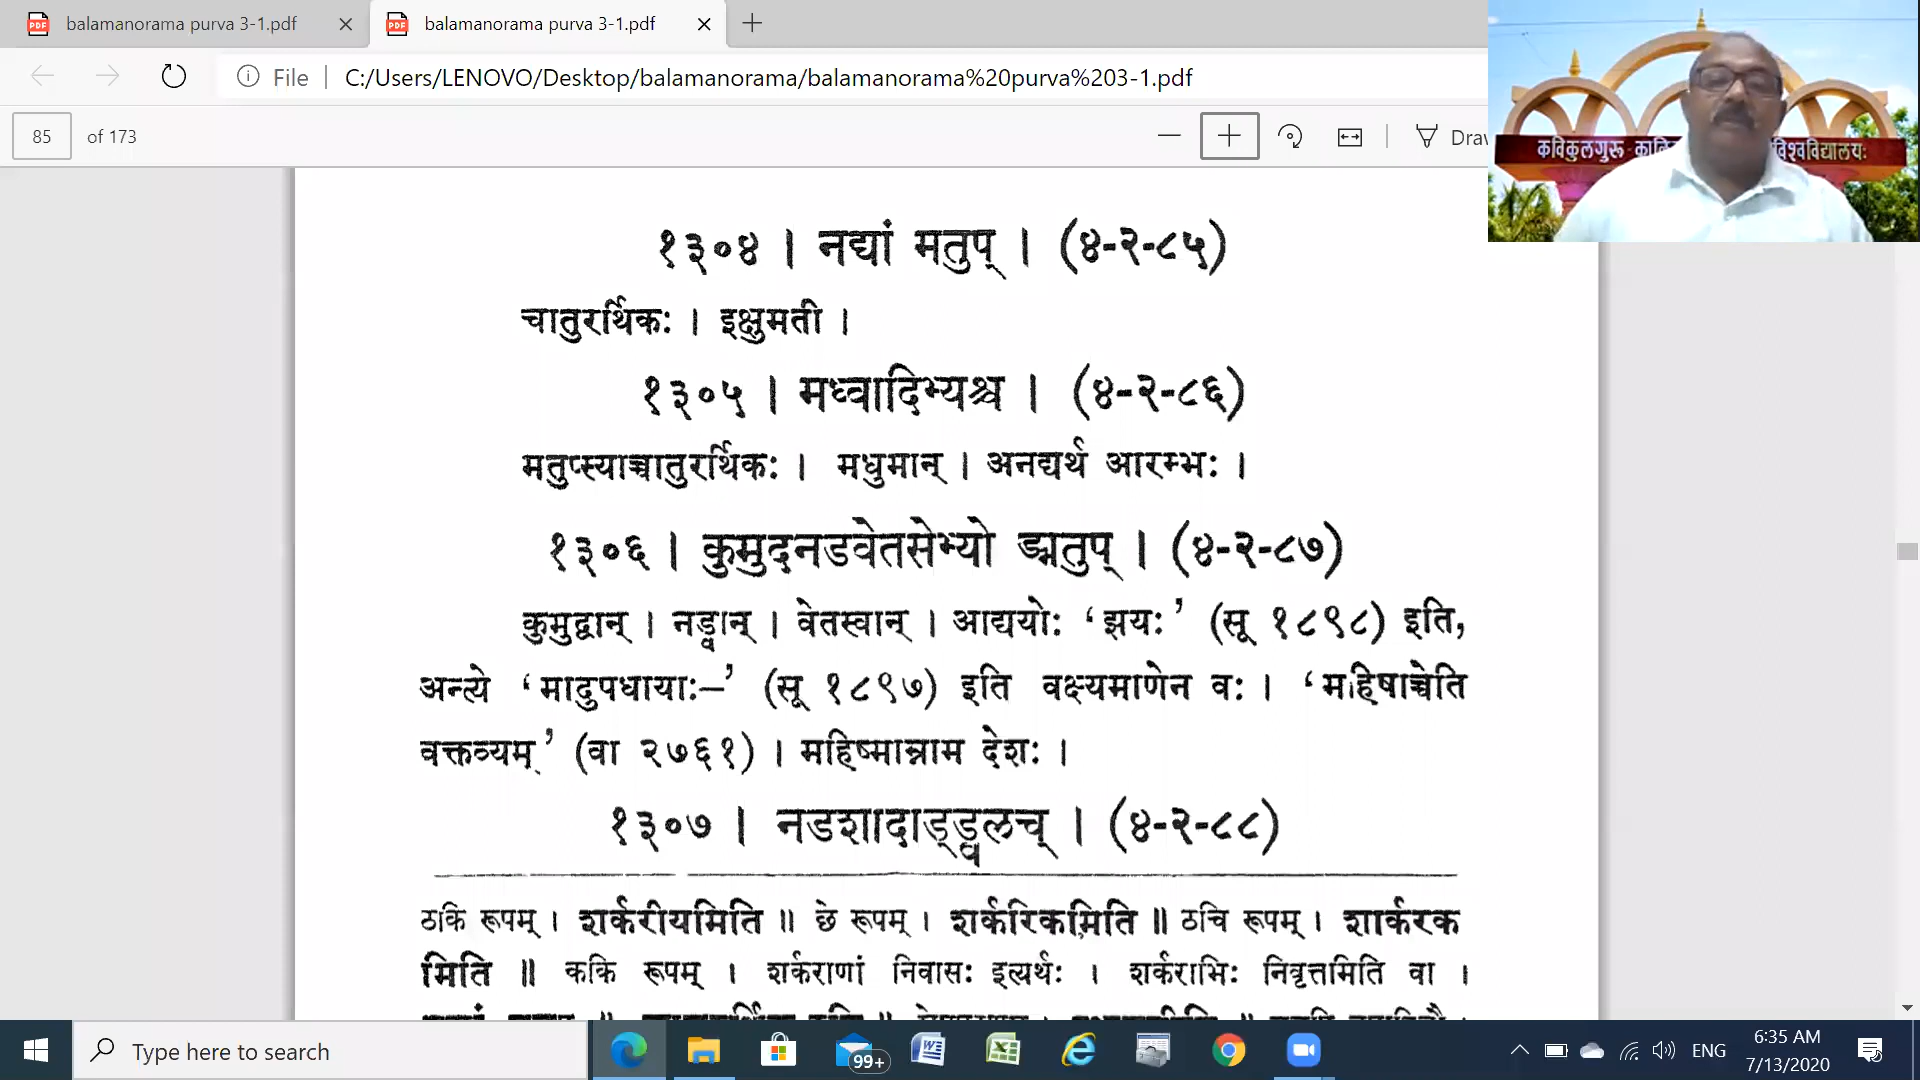 balamanorama purva 3-1.pdf
balamanorama purva 3-1.pdf
File
C:/Users/LENOVO/Desktop/balamanorama/balamanorama%20purva%203-1.pdf
85 of 173
Draw
कविकुलगुरू विश्वविद्यालयः
१३०४ । नद्यां मतुप् । (४-२-८५)
चातुरर्थिकः । इक्षुमती ।
१३०५ । मध्वादिभ्यश्च । (४-२-८६)
मतुप्स्याच्चातुरर्थिकः । मधुमान् । अनद्यर्थ आरम्भः ।
१३०६ । कुमुदनडवेतसेभ्यो ड्मतुप् । (४-२-८७)
कुमुद्वान् । नड्वान् । वेतस्वान् । आद्ययोः ‘झयः’ (सू १८९८) इति,
अन्त्ये ‘मादुपधायाः—’ (सू १८९७) इति वक्ष्यमाणेन वः । ‘महिषाच्चेति
वक्तव्यम्’ (वा २७६१) । महिष्मान्नाम देशः ।
१३०७ । नडशादाड्ड्वलच् । (४-२-८८)
ठकि रूपम् । शर्करीयमिति ॥ छे रूपम् । शर्करिकमिति ॥ ठचि रूपम् । शार्करक
मिति ॥ ककि रूपम् । शर्कराणां निवासः इत्यर्थः । शर्कराभिः निवृत्तमिति वा ।
Type here to search
99+
ENG
6:35 AM
7/13/2020